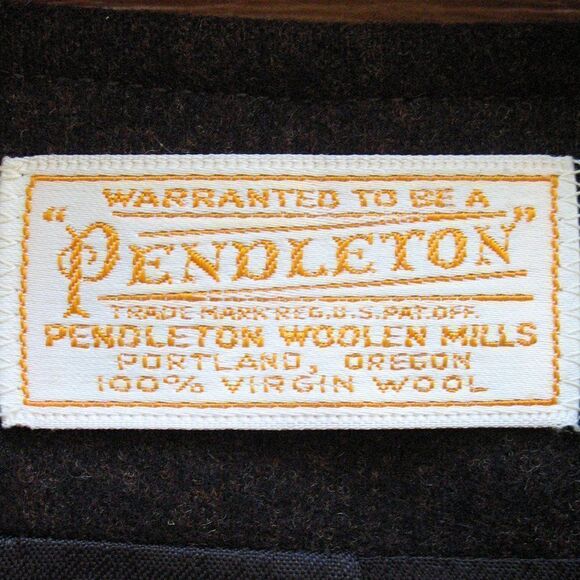 WARRANTED TO BE A
"PENDLETON"
TRADE MARK REG.U.S.PAT.OFF.
PENDLETON WOOLEN MILLS
PORTLAND, OREGON
100% VIRGIN WOOL